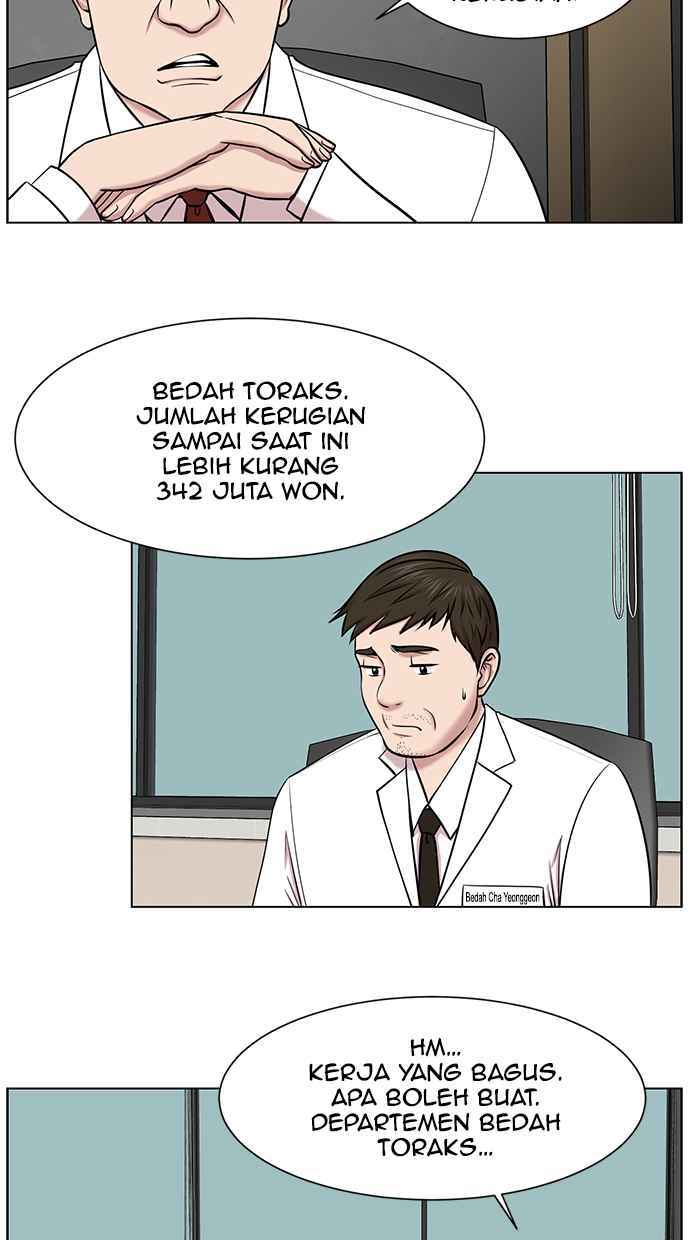 BEDAH TORAKS.
JUMLAH KERUGIAN
SAMPAI SAAT INI
LEBIH KURANG
342 JUTA WON.
Bedah Cha Yeonggeon
HM...
KERJA YANG BAGUS.
APA BOLEH BUAT.
DEPARTEMEN BEDAH
TORAKS...